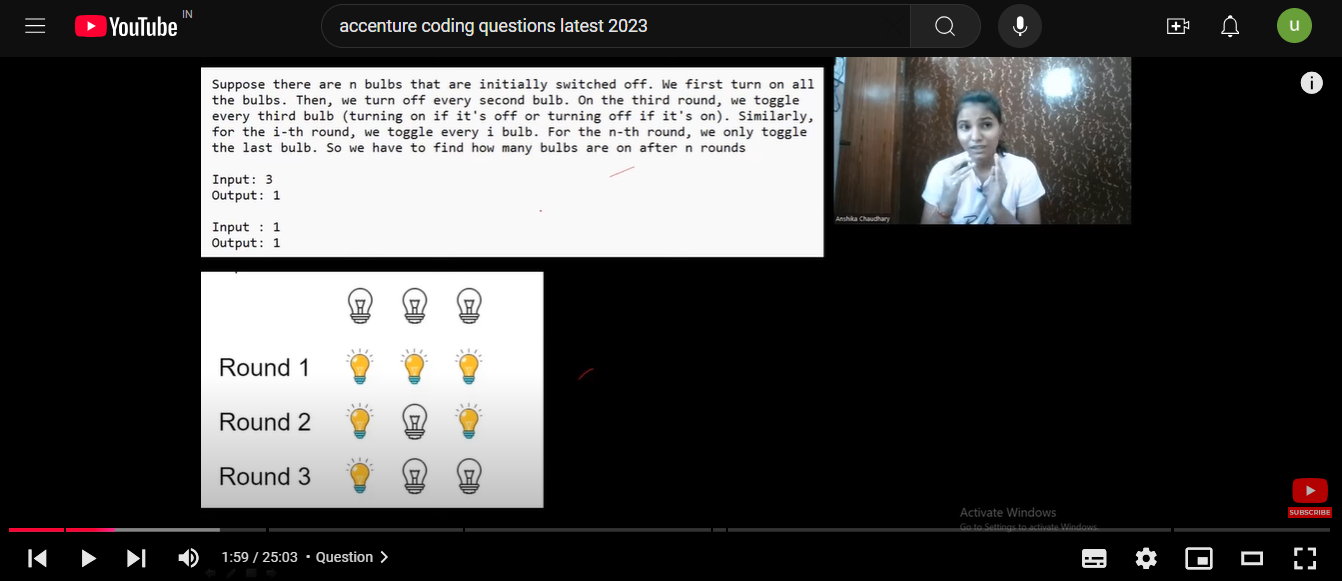 YouTube IN
accenture coding questions latest 2023
u
Suppose there are n bulbs that are initially switched off. We first turn on all
the bulbs. Then, we turn off every second bulb. On the third round, we toggle
every third bulb (turning on if it's off or turning off if it's on). Similarly,
for the i-th round, we toggle every i bulb. For the n-th round, we only toggle
the last bulb. So we have to find how many bulbs are on after n rounds
Input: 3
Output: 1
Input : 1
Output: 1
Anshika Chaudhary
Round 1
Round 2
Round 3
SUBSCRIBE
Activate Windows
Go to Settings to activate Windows.
1:59 / 25:03 • Question